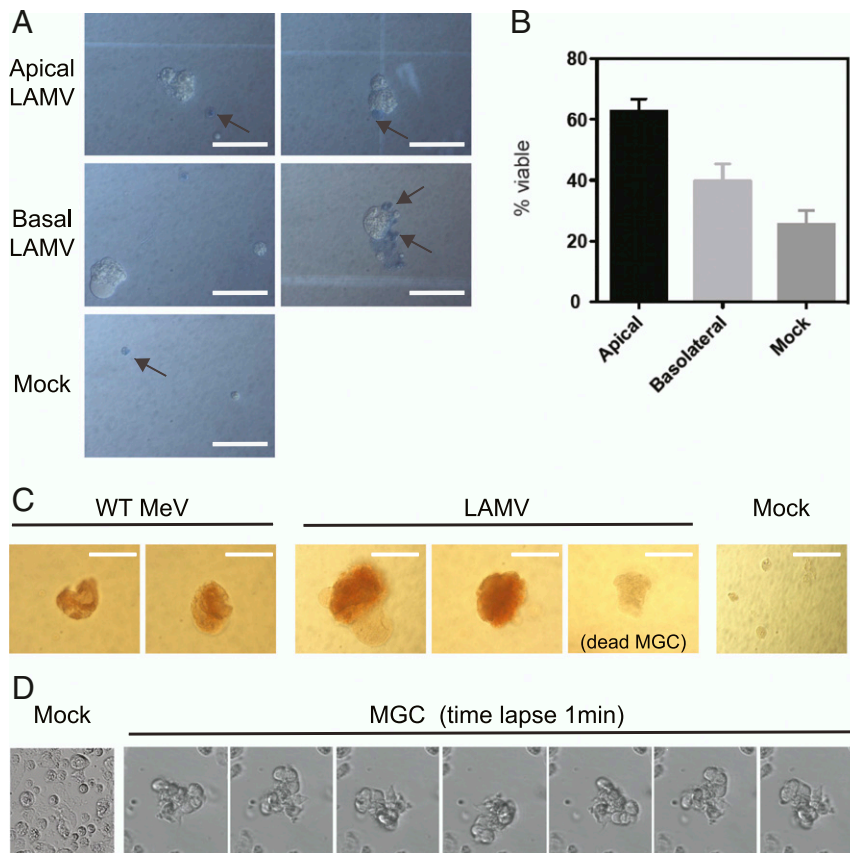 A
Apical
LAMV
Basal
LAMV
Mock
B
% viable
80
60
40
20
0
Apical
Basolateral
Mock
C
WT MeV
LAMV
Mock
(dead MGC)
D
Mock
MGC (time lapse 1min)